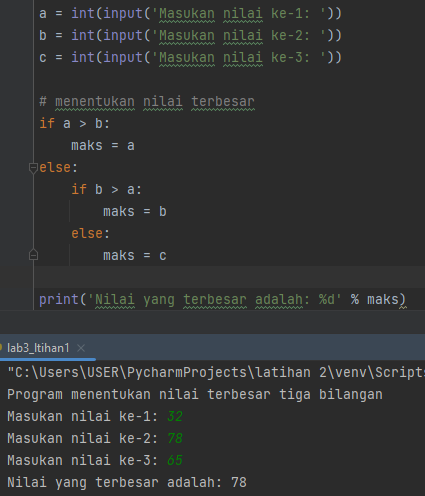 a = int(input('Masukan nilai ke-1: '))
b = int(input('Masukan nilai ke-2: '))
c = int(input('Masukan nilai ke-3: '))
# menentukan nilai terbesar
if a > b:
    maks = a
else:
    if b > a:
        maks = b
    else:
        maks = c
print('Nilai yang terbesar adalah: %d' % maks)
lab3_ltihan1
"C:\Users\USER\PycharmProjects\latihan 2\venv\Scripts
Program menentukan nilai terbesar tiga bilangan
Masukan nilai ke-1: 32
Masukan nilai ke-2: 78
Masukan nilai ke-3: 65
Nilai yang terbesar adalah: 78